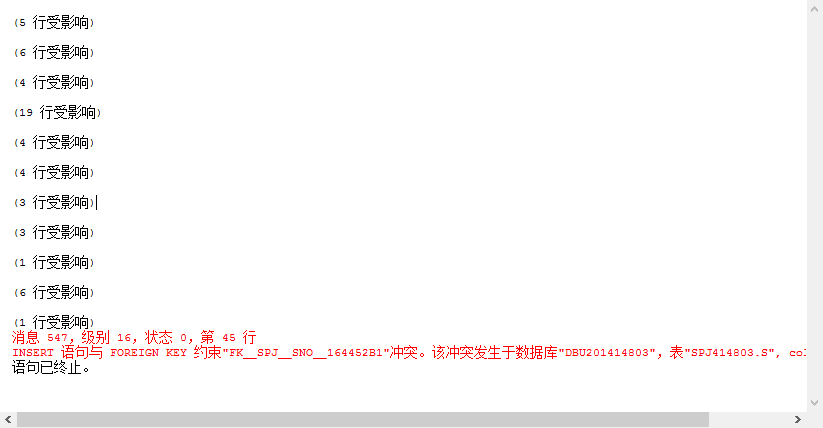 (5 行受影响)
(6 行受影响)
(4 行受影响)
(19 行受影响)
(4 行受影响)
(4 行受影响)
(3 行受影响)
(3 行受影响)
(1 行受影响)
(6 行受影响)
(1 行受影响)
消息 547，级别 16，状态 0，第 45 行
INSERT 语句与 FOREIGN KEY 约束"FK__SPJ__SNO__164452B1"冲突。该冲突发生于数据库"DBU201414803"，表"SPJ414803.S", col
语句已终止。